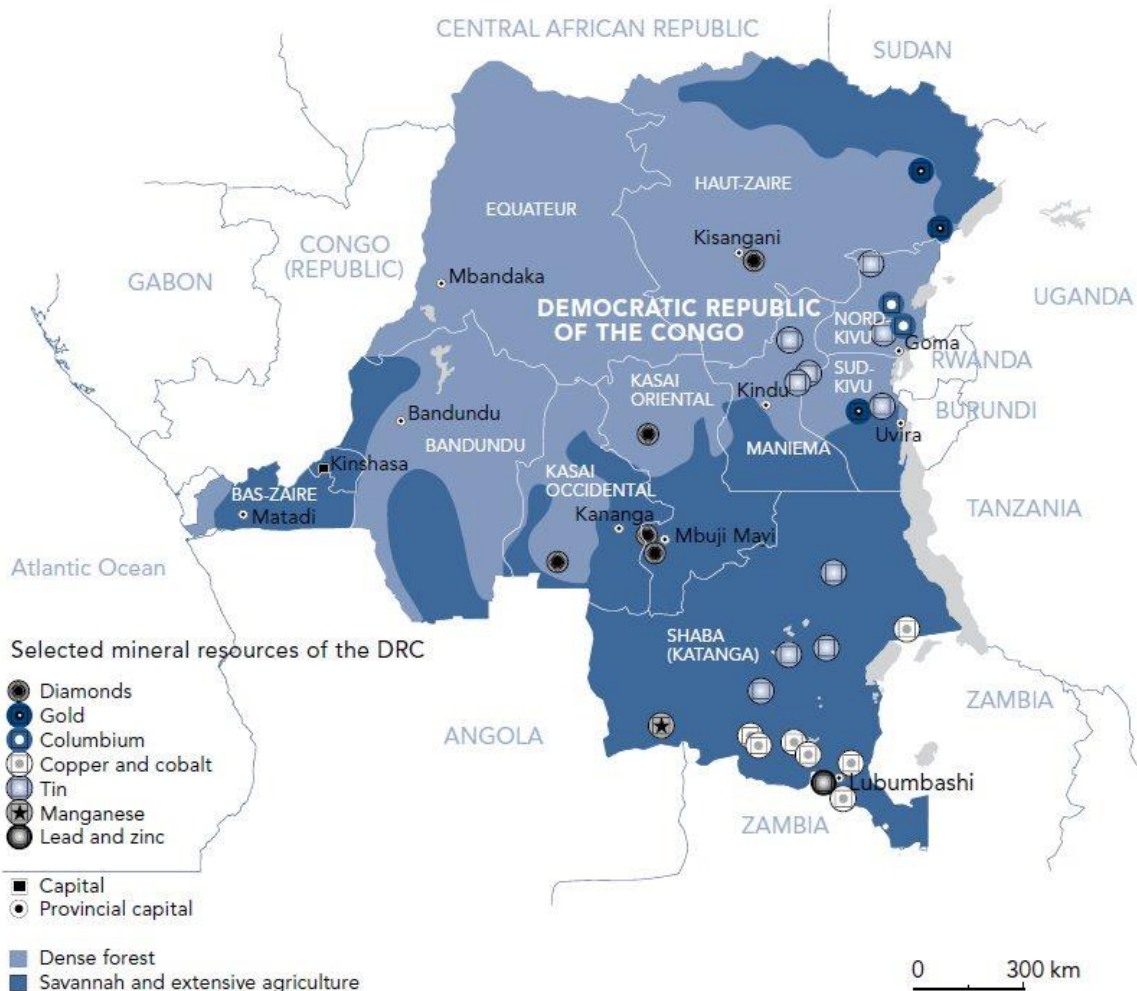 CENTRAL AFRICAN REPUBLIC
SUDAN
HAUT-ZAIRE
EQUATEUR
Kisangani
CONGO
(REPUBLIC)
GABON
Mbandaka
UGANDA
DEMOCRATIC REPUBLIC
OF THE CONGO
NORD-
KIVU
Goma
RWANDA
KASAI
ORIENTAL
Kindu
SUD-
KIVU
BURUNDI
Bandundu
BANDUNDU
Uvira
MANIEMA
Kinshasa
KASAI
OCCIDENTAL
BAS-ZAIRE
Matadi
Kananga
Mbuji Mavi
TANZANIA
Atlantic Ocean
SHABA
(KATANGA)
ZAMBIA
ANGOLA
Lubumbashi
ZAMBIA
Selected mineral resources of the DRC
Diamonds
Gold
Columbium
Copper and cobalt
Tin
Manganese
Lead and zinc
Capital
Provincial capital
Dense forest
Savannah and extensive agriculture
0 300 km